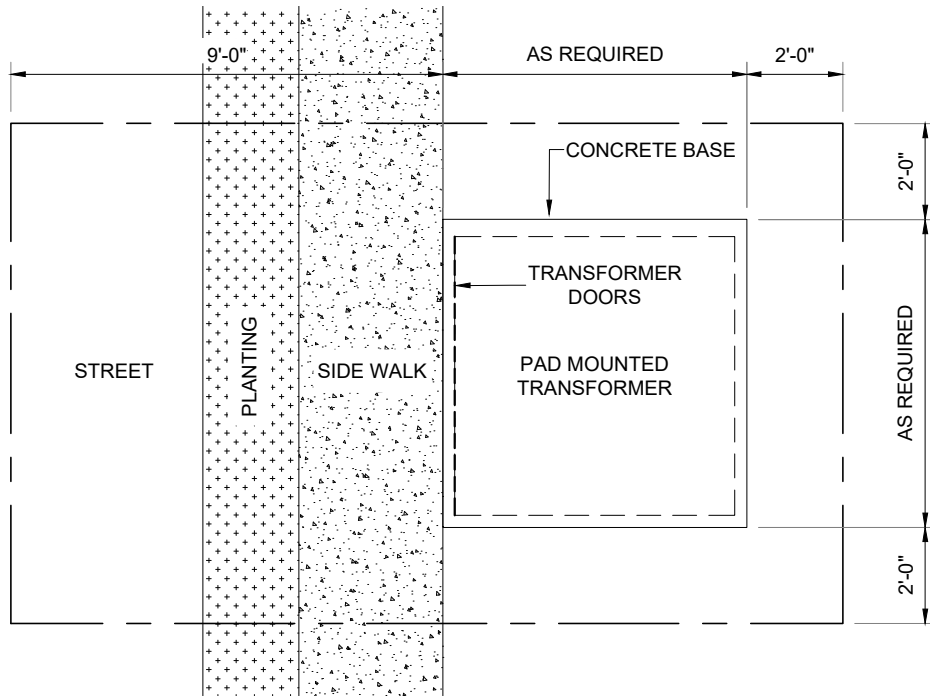 9'-0"
AS REQUIRED
2'-0"
CONCRETE BASE
2'-0"
TRANSFORMER
DOORS
STREET
PLANTING
SIDE WALK
PAD MOUNTED
TRANSFORMER
AS REQUIRED
2'-0"